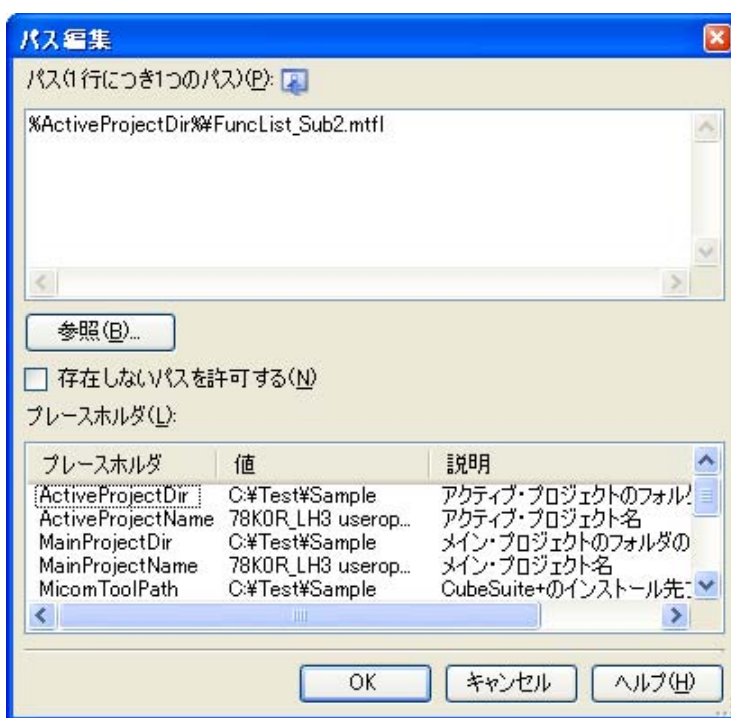 パス編集
パス(1行につき1つのパス)(P):
%ActiveProjectDir%¥FuncList_Sub2.mtfl
参照(B)...
存在しないパスを許可する(N)
プレースホルダ(L):
プレースホルダ 値 説明
ActiveProjectDir C:¥Test¥Sample アクティブ・プロジェクトのフォル
ActiveProjectName 78K0R_LH3 userop... アクティブ・プロジェクト名
MainProjectDir C:¥Test¥Sample メイン・プロジェクトのフォルダの
MainProjectName 78K0R_LH3 userop... メイン・プロジェクト名
MicomToolPath C:¥Test¥Sample CubeSuite+のインストール先
OK キャンセル ヘルプ(H)